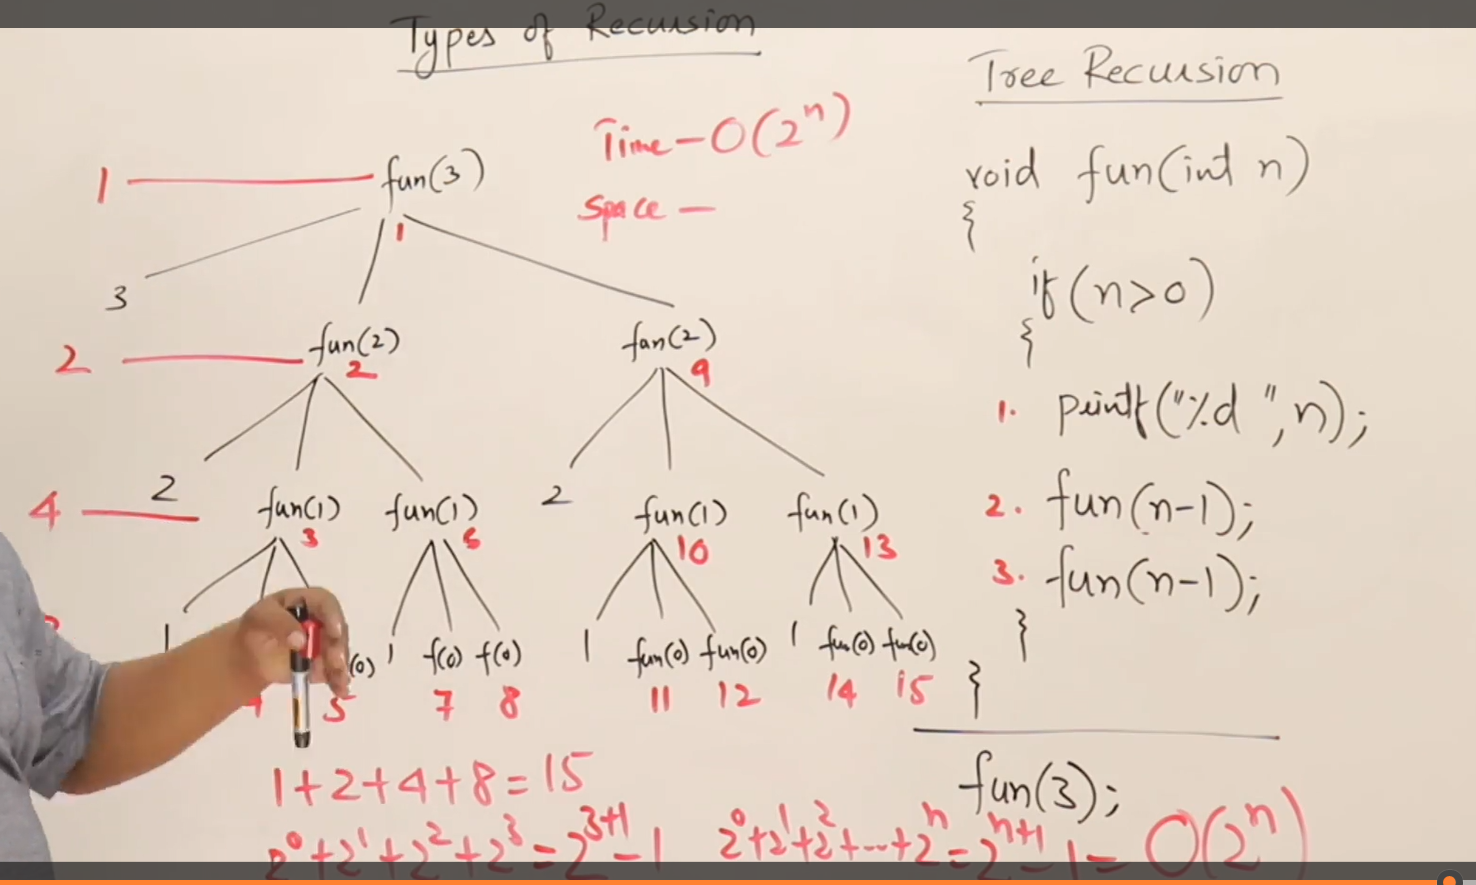 Types of Recursion
Tree Recursion
Time - O(2^n)
Space -
1
fun(3)
1
3
2
fun(2)
2
fun(2)
9
4
2
fun(1)
3
fun(1)
6
2
fun(1)
10
fun(1)
13
1
(0)
5
1
f(0)
7
f(0)
8
1
fun(0)
11
fun(0)
12
1
fun(0)
14
fun(0)
15
1+2+4+8=15
2^0+2^1+2^2+2^3=2^{3+1}-1
2^0+2^1+2^2+---+2^n=2^{n+1}-1= O(2^n)
void fun(int n)
{
if(n>0)
{
1. printf("%d ",n);
2. fun(n-1);
3. fun(n-1);
}
}
fun(3);